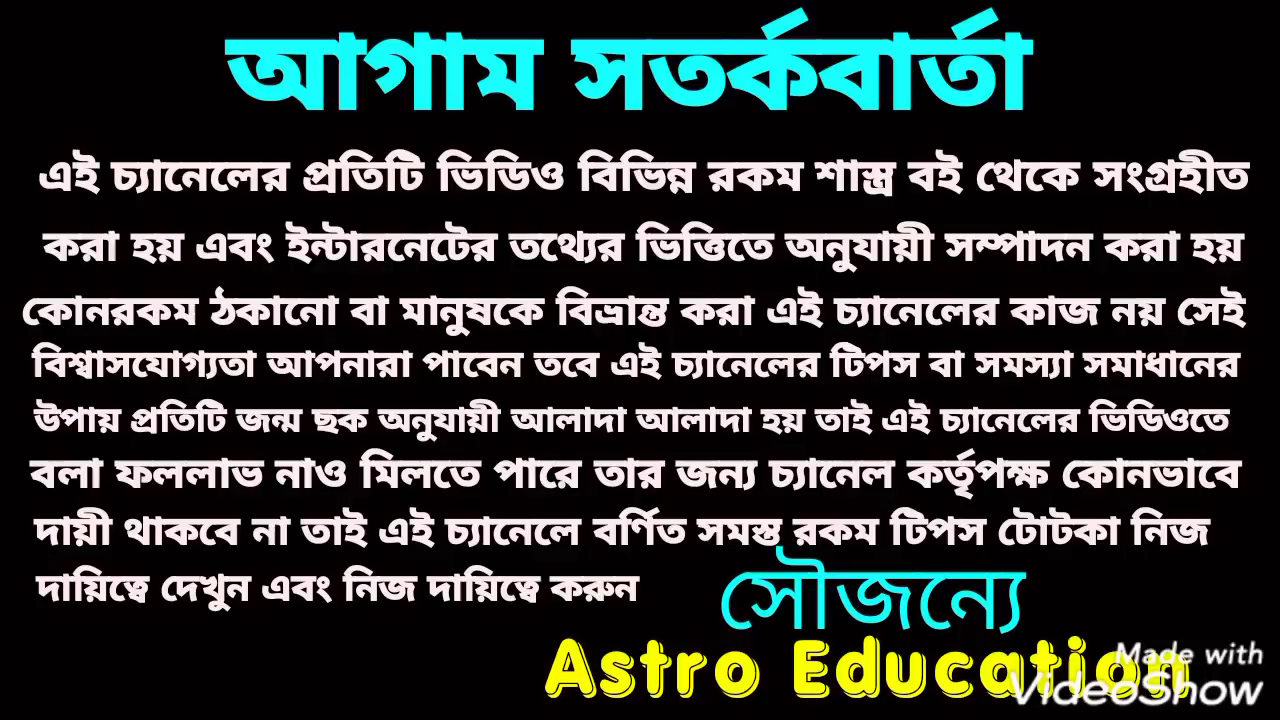 আগাম সতর্কবার্তা
এই চ্যানেলের প্রতিটি ভিডিও বিভিন্ন রকম শাস্ত্র বই থেকে সংগ্রহীত
করা হয় এবং ইন্টারনেটের তথ্যের ভিত্তিতে অনুযায়ী সম্পাদন করা হয়
কোনরকম ঠকানো বা মানুষকে বিভ্রান্ত করা এই চ্যানেলের কাজ নয় সেই
বিশ্বাসযোগ্যতা আপনারা পাবেন তবে এই চ্যানেলের টিপস বা সমস্যা সমাধানের
উপায় প্রতিটি জন্ম ছক অনুযায়ী আলাদা আলাদা হয় তাই এই চ্যানেলের ভিডিওতে
বলা ফললাভ নাও মিলতে পারে তার জন্য চ্যানেল কর্তৃপক্ষ কোনভাবে
দায়ী থাকবে না তাই এই চ্যানেলে বর্ণিত সমস্ত রকম টিপস টোটকা নিজ
দায়িত্বে দেখুন এবং নিজ দায়িত্বে করুন
সৌজন্যে
Astro Education
Made with
VideoShow